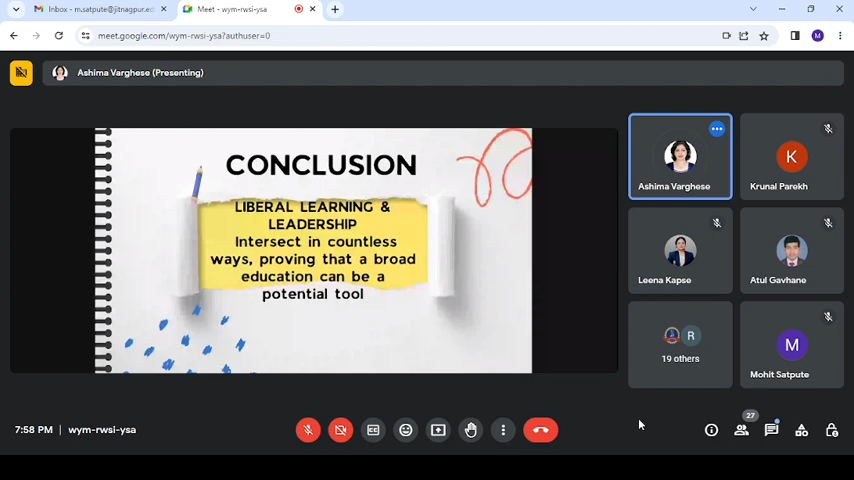 Inbox - m.satpute@jitnagpur.ed
Meet - wym-rwsi-ysa
meet.google.com/wym-rwsi-ysa?authuser=0
M
Ashima Varghese (Presenting)
CONCLUSION
LIBERAL LEARNING &
LEADERSHIP
Intersect in countless
ways, proving that a broad
education can be a
potential tool
Ashima Varghese
K
Krunal Parekh
Leena Kapse
Atul Gavhane
R
19 others
M
Mohit Satpute
7:58 PM | wym-rwsi-ysa
27